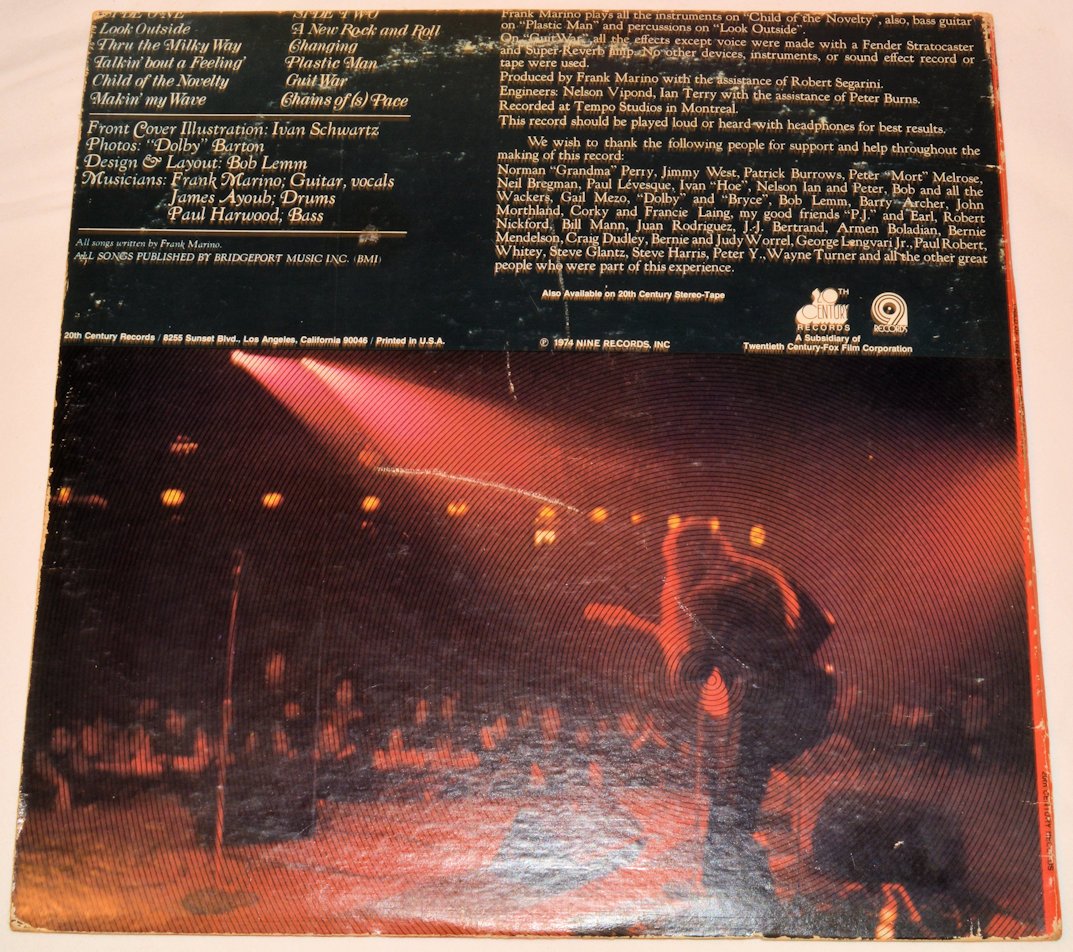 SIDE ONE
Look Outside
Thru the Milky Way
Talkin' bout a Feeling'
Child of the Novelty
Makin' my Wave
SIDE TWO
A New Rock and Roll
Changing
Plastic Man
Guit War
Chains of (s) Pace
Front Cover Illustration: Ivan Schwartz
Photos: "Dolby" Barton
Design & Layout: Bob Lemm
Musicians: Frank Marino; Guitar, vocals
James Ayoub; Drums
Paul Harwood; Bass
All songs written by Frank Marino.
ALL SONGS PUBLISHED BY BRIDGEPORT MUSIC INC. (BMI)
Frank Marino plays all the instruments on "Child of the Novelty", also, bass guitar
on "Plastic Man" and percussions on "Look Outside".
On "Guit War" all the effects except voice were made with a Fender Stratocaster
and Super-Reverb amp. No other devices, instruments, or sound effect record or
tape were used.
Produced by Frank Marino with the assistance of Robert Segarini.
Engineers: Nelson Vipond, Ian Terry with the assistance of Peter Burns.
Recorded at Tempo Studios in Montreal.
This record should be played loud or heard with headphones for best results.
We wish to thank the following people for support and help throughout the
making of this record:
Norman "Grandma" Perry, Jimmy West, Patrick Burrows, Peter "Mort" Melrose,
Neil Bregman, Paul Lévesque, Ivan "Hoe", Nelson Ian and Peter, Bob and all the
Wackers, Gail Mezo, "Dolby" and "Bryce", Bob Lemm, Barry Archer, John
Morthland, Corky and Francie Laing, my good friends "P.J." and Earl, Robert
Nickford, Bill Mann, Juan Rodriguez, J.J. Bertrand, Armen Boladian, Bernie
Mendelson, Craig Dudley, Bernie and Judy Worrel, George Lengvari Jr., Paul Robert,
Whitey, Steve Glantz, Steve Harris, Peter Y., Wayne Turner and all the other great
people who were part of this experience.
Also Available on 20th Century Stereo-Tape
20TH
CENTURY
RECORDS
9
RECORDS
A Subsidiary of
Twentieth Century-Fox Film Corporation
20th Century Records / 8255 Sunset Blvd., Los Angeles, California 90046 / Printed in U.S.A.
℗ 1974 NINE RECORDS, INC